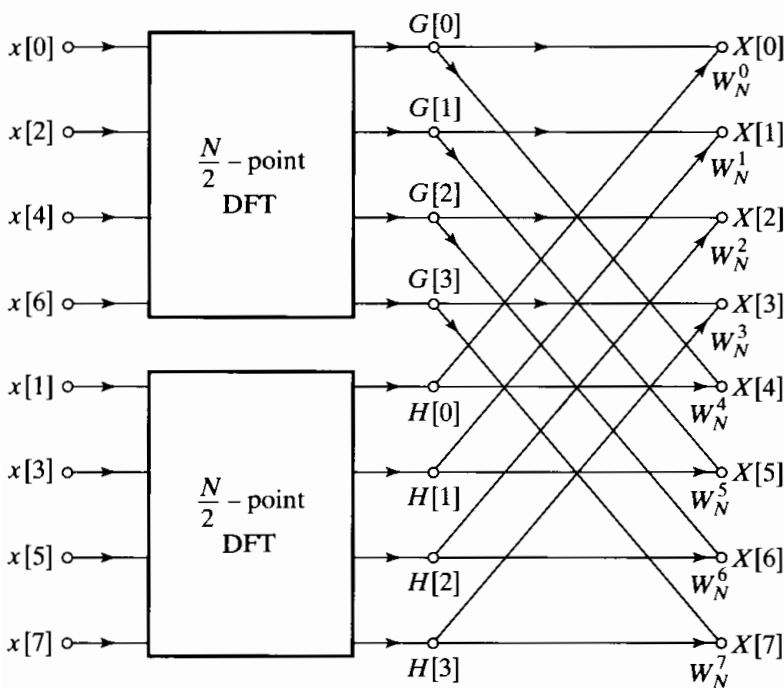 x[0]
x[2]
x[4]
x[6]
N/2 – point
DFT
G[0]
G[1]
G[2]
G[3]
x[1]
x[3]
x[5]
x[7]
N/2 – point
DFT
H[0]
H[1]
H[2]
H[3]
X[0]
W_N^0
X[1]
W_N^1
X[2]
W_N^2
X[3]
W_N^3
X[4]
W_N^4
X[5]
W_N^5
X[6]
W_N^6
X[7]
W_N^7